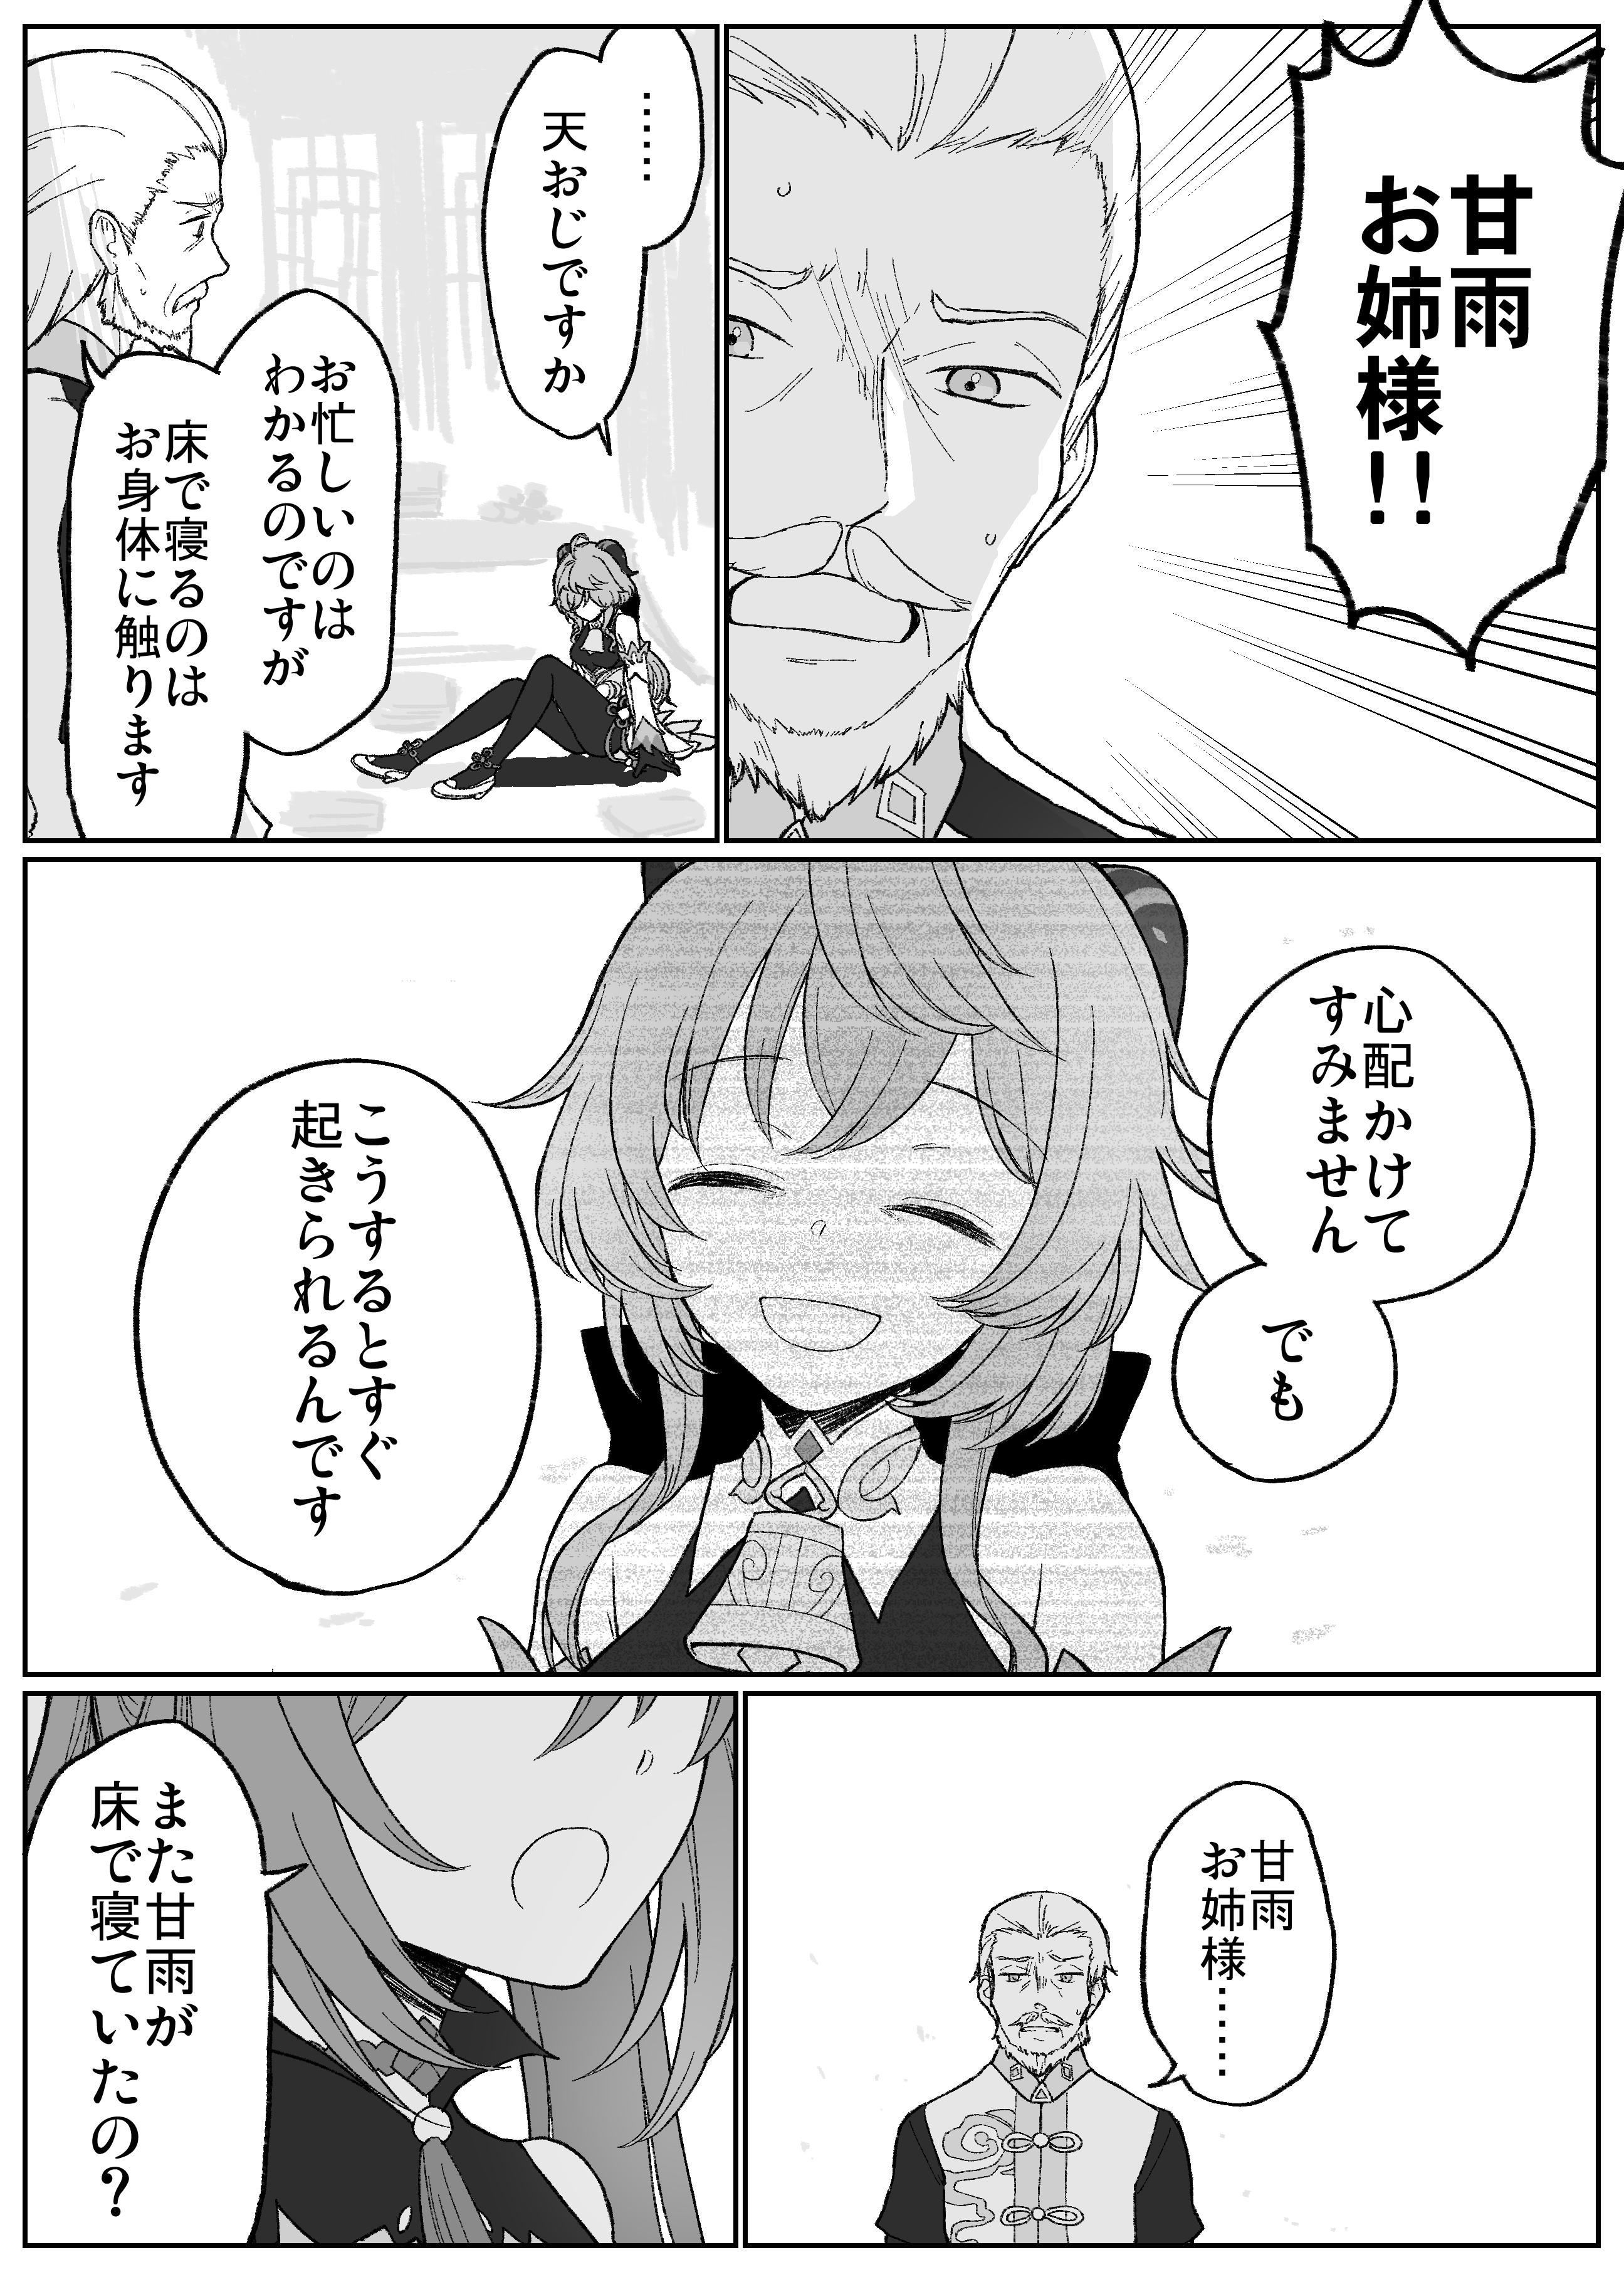 甘雨
お姉様!!
……
天おじですか
お忙しいのは
わかるのですが
床で寝るのは
お身体に触ります
心配かけて
すみません
でも
こうするとすぐ
起きられるんです
甘雨
お姉様……
また甘雨が
床で寝ていたの?